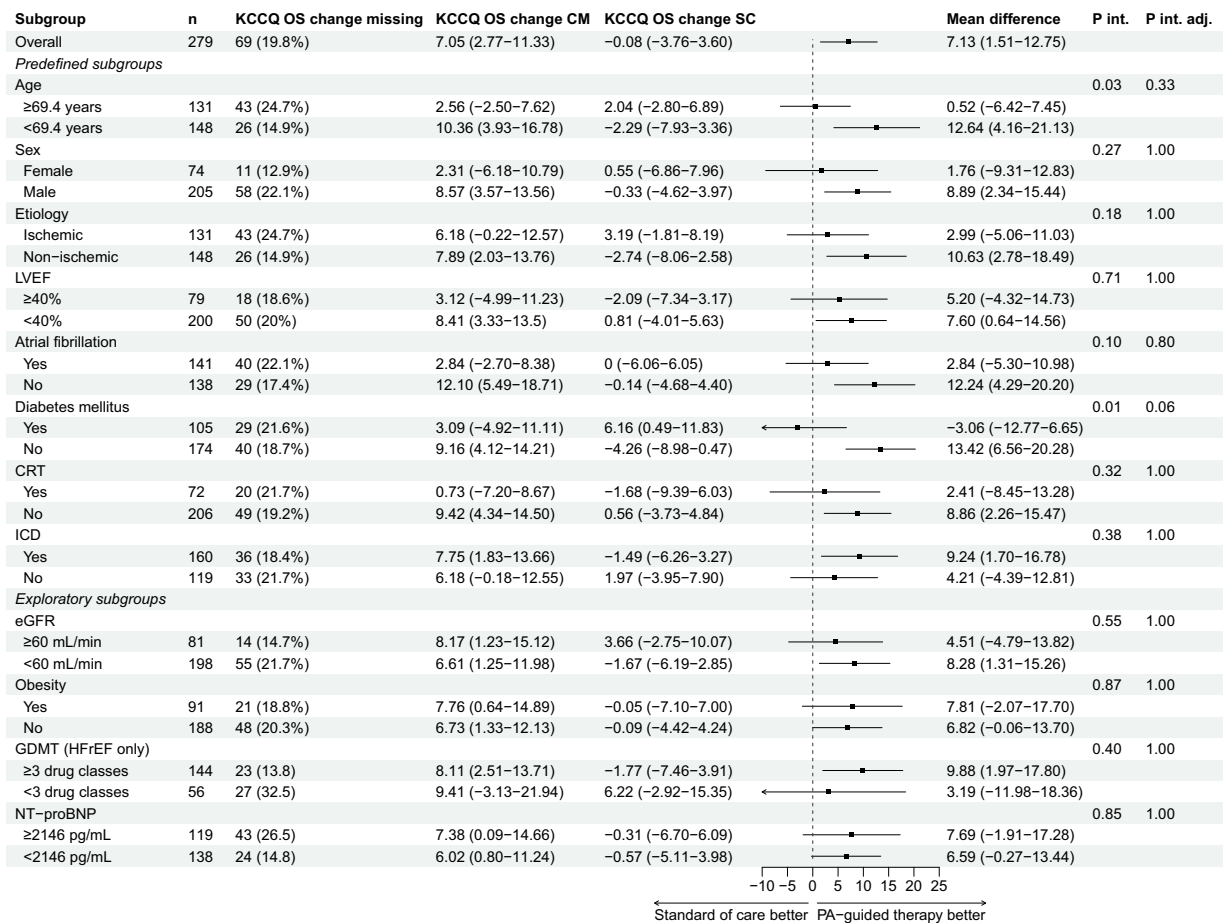 Subgroup n KCCQ OS change missing KCCQ OS change CM KCCQ OS change SC Mean difference P int. P int. adj.
Overall 279 69 (19.8%) 7.05 (2.77−11.33) −0.08 (−3.76−3.60) 7.13 (1.51−12.75)
Predefined subgroups
Age 0.03 0.33
≥69.4 years 131 43 (24.7%) 2.56 (−2.50−7.62) 2.04 (−2.80−6.89) 0.52 (−6.42−7.45)
<69.4 years 148 26 (14.9%) 10.36 (3.93−16.78) −2.29 (−7.93−3.36) 12.64 (4.16−21.13)
Sex 0.27 1.00
Female 74 11 (12.9%) 2.31 (−6.18−10.79) 0.55 (−6.86−7.96) 1.76 (−9.31−12.83)
Male 205 58 (22.1%) 8.57 (3.57−13.56) −0.33 (−4.62−3.97) 8.89 (2.34−15.44)
Etiology 0.18 1.00
Ischemic 131 43 (24.7%) 6.18 (−0.22−12.57) 3.19 (−1.81−8.19) 2.99 (−5.06−11.03)
Non−ischemic 148 26 (14.9%) 7.89 (2.03−13.76) −2.74 (−8.06−2.58) 10.63 (2.78−18.49)
LVEF 0.71 1.00
≥40% 79 18 (18.6%) 3.12 (−4.99−11.23) −2.09 (−7.34−3.17) 5.20 (−4.32−14.73)
<40% 200 50 (20%) 8.41 (3.33−13.5) 0.81 (−4.01−5.63) 7.60 (0.64−14.56)
Atrial fibrillation 0.10 0.80
Yes 141 40 (22.1%) 2.84 (−2.70−8.38) 0 (−6.06−6.05) 2.84 (−5.30−10.98)
No 138 29 (17.4%) 12.10 (5.49−18.71) −0.14 (−4.68−4.40) 12.24 (4.29−20.20)
Diabetes mellitus 0.01 0.06
Yes 105 29 (21.6%) 3.09 (−4.92−11.11) 6.16 (0.49−11.83) −3.06 (−12.77−6.65)
No 174 40 (18.7%) 9.16 (4.12−14.21) −4.26 (−8.98−0.47) 13.42 (6.56−20.28)
CRT 0.32 1.00
Yes 72 20 (21.7%) 0.73 (−7.20−8.67) −1.68 (−9.39−6.03) 2.41 (−8.45−13.28)
No 206 49 (19.2%) 9.42 (4.34−14.50) 0.56 (−3.73−4.84) 8.86 (2.26−15.47)
ICD 0.38 1.00
Yes 160 36 (18.4%) 7.75 (1.83−13.66) −1.49 (−6.26−3.27) 9.24 (1.70−16.78)
No 119 33 (21.7%) 6.18 (−0.18−12.55) 1.97 (−3.95−7.90) 4.21 (−4.39−12.81)
Exploratory subgroups
eGFR 0.55 1.00
≥60 mL/min 81 14 (14.7%) 8.17 (1.23−15.12) 3.66 (−2.75−10.07) 4.51 (−4.79−13.82)
<60 mL/min 198 55 (21.7%) 6.61 (1.25−11.98) −1.67 (−6.19−2.85) 8.28 (1.31−15.26)
Obesity 0.87 1.00
Yes 91 21 (18.8%) 7.76 (0.64−14.89) −0.05 (−7.10−7.00) 7.81 (−2.07−17.70)
No 188 48 (20.3%) 6.73 (1.33−12.13) −0.09 (−4.42−4.24) 6.82 (−0.06−13.70)
GDMT (HFrEF only) 0.40 1.00
≥3 drug classes 144 23 (13.8) 8.11 (2.51−13.71) −1.77 (−7.46−3.91) 9.88 (1.97−17.80)
<3 drug classes 56 27 (32.5) 9.41 (−3.13−21.94) 6.22 (−2.92−15.35) 3.19 (−11.98−18.36)
NT−proBNP 0.85 1.00
≥2146 pg/mL 119 43 (26.5) 7.38 (0.09−14.66) −0.31 (−6.70−6.09) 7.69 (−1.91−17.28)
<2146 pg/mL 138 24 (14.8) 6.02 (0.80−11.24) −0.57 (−5.11−3.98) 6.59 (−0.27−13.44)
−10 −5 0 5 10 15 20 25
Standard of care better PA−guided therapy better